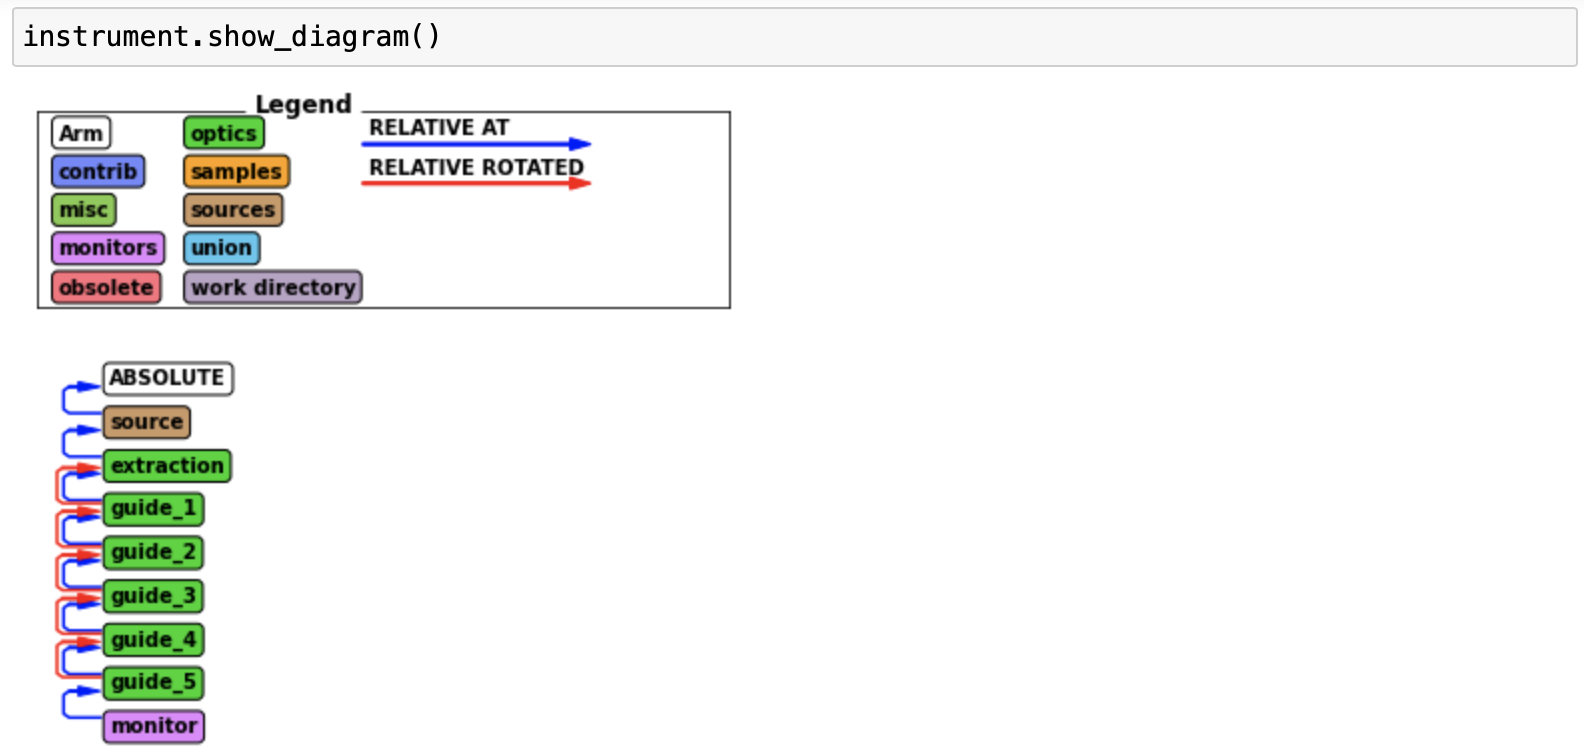 instrument.show_diagram()
Legend
Arm
contrib
misc
monitors
obsolete
optics
samples
sources
union
work directory
RELATIVE AT
RELATIVE ROTATED
ABSOLUTE
source
extraction
guide_1
guide_2
guide_3
guide_4
guide_5
monitor